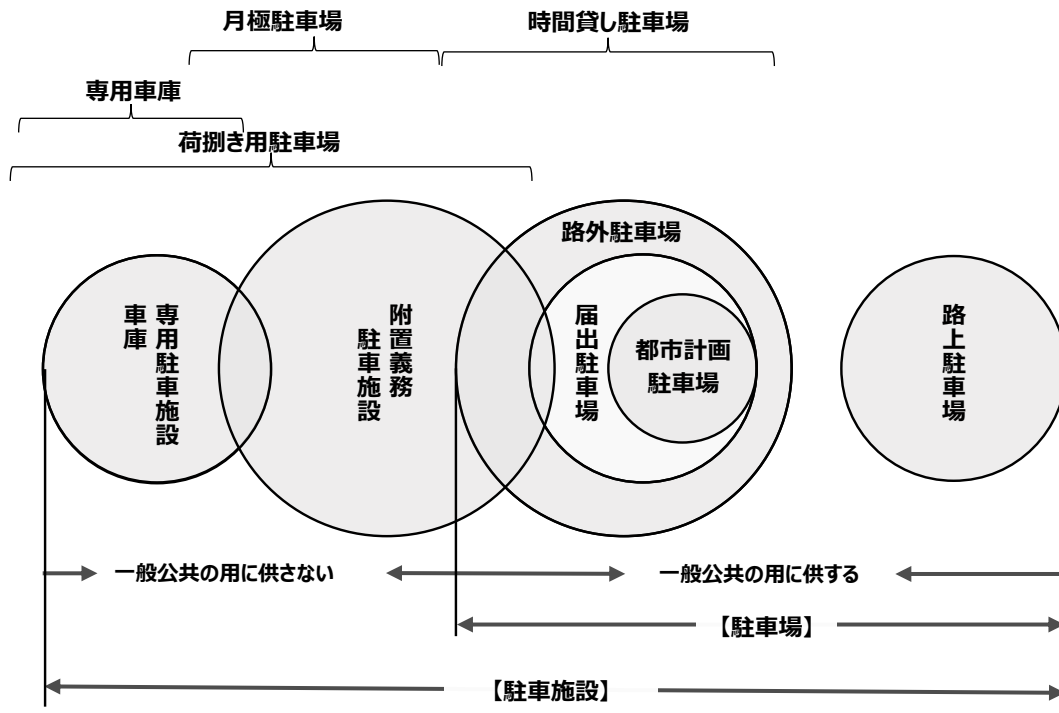 月極駐車場
時間貸し駐車場
専用車庫
荷捌き用駐車場
路外駐車場
専用駐車施設
車庫
附置義務
駐車施設
届出駐車場
都市計画
駐車場
路上駐車場
一般公共の用に供さない
一般公共の用に供する
【駐車場】
【駐車施設】